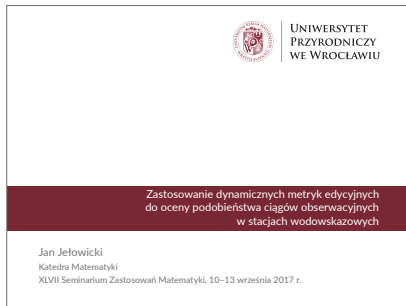 UNIWERSYTET
PRZYRODNICZY
WE WROCŁAWIU
Zastosowanie dynamicznych metryk edycyjnych
do oceny podobieństwa ciągów obserwacyjnych
w stacjach wodowskazowych
Jan Jełowicki
Katedra Matematyki
XLVII Seminarium Zastosowań Matematyki, 10–13 września 2017 r.